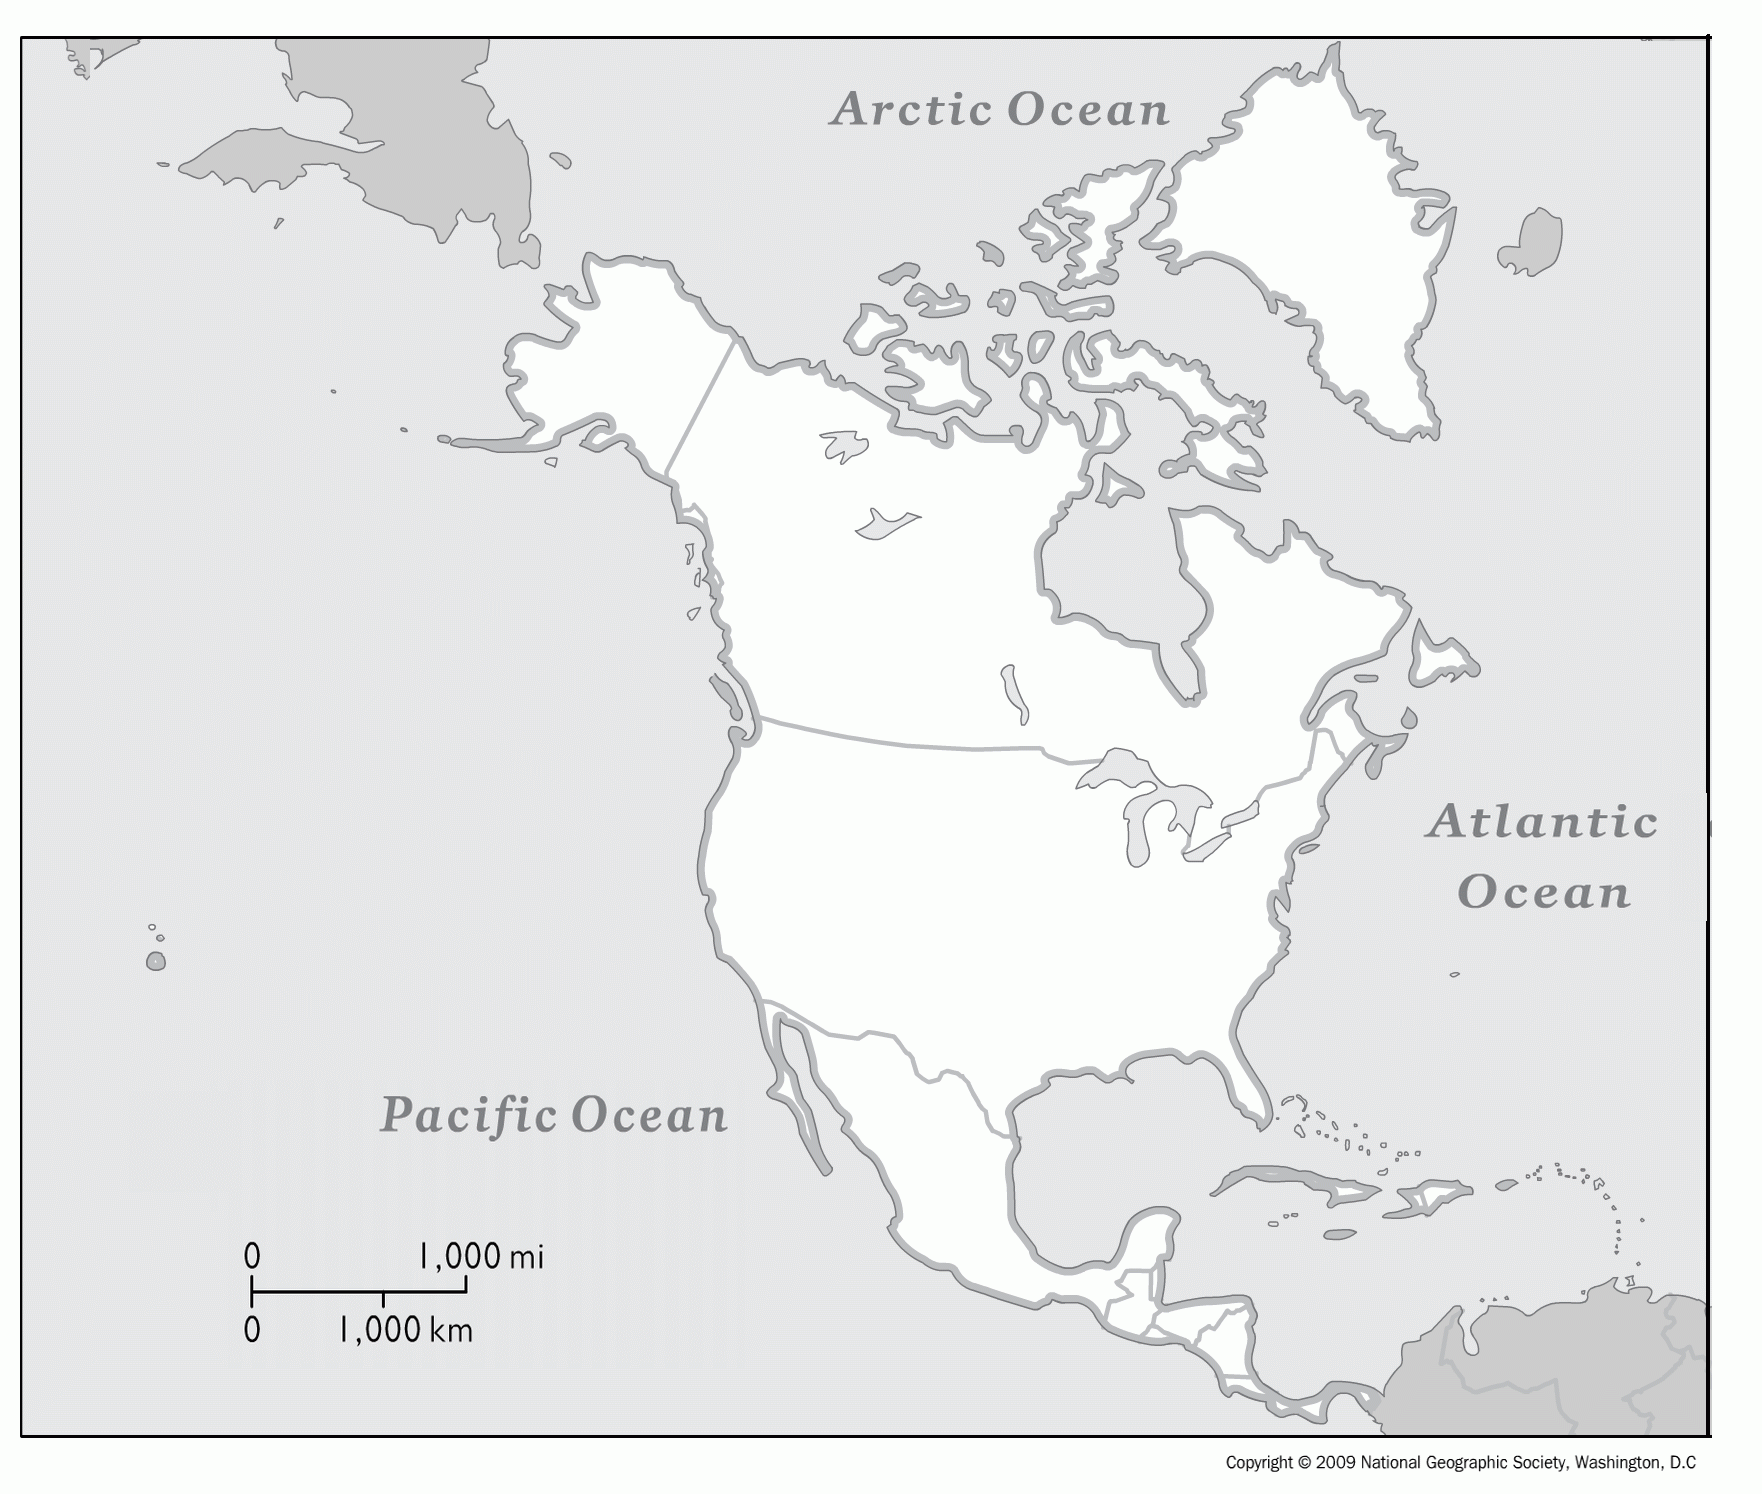 Arctic Ocean
Atlantic
Ocean
Pacific Ocean
0 1,000 mi
0 1,000 km
Copyright © 2009 National Geographic Society, Washington, D.C